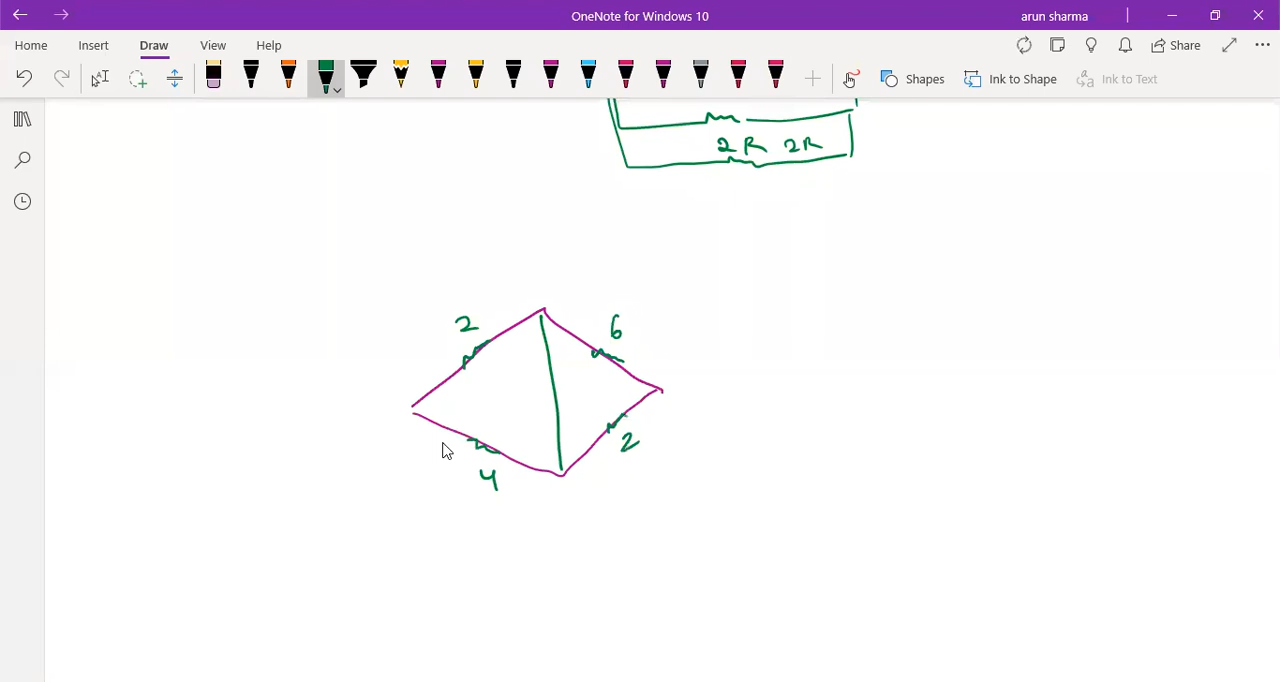 OneNote for Windows 10
arun sharma
Home Insert Draw View Help
Share
Shapes
Ink to Shape
Ink to Text
2R 2R
2
6
2
4